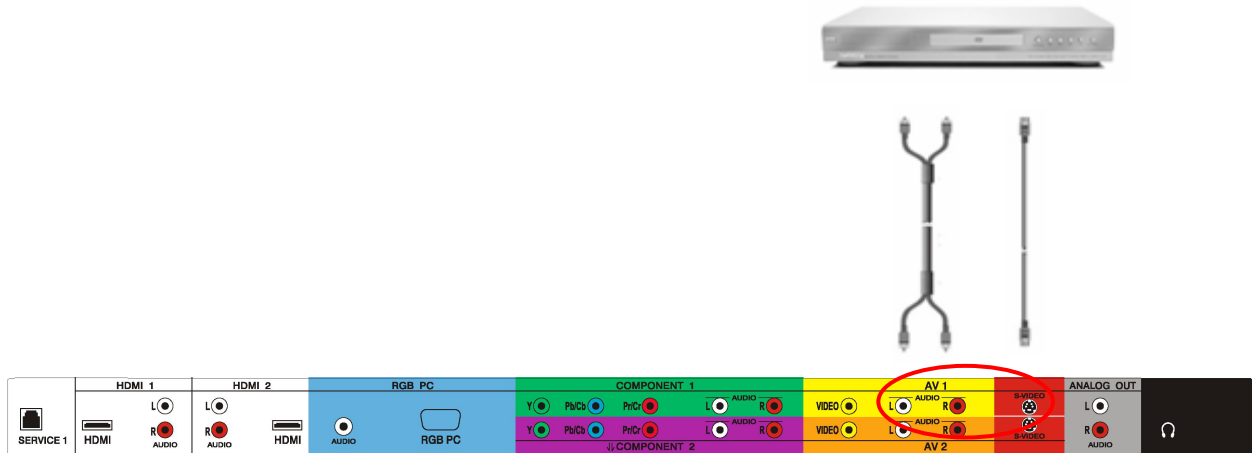 HDMI 1
HDMI 2
RGB PC
COMPONENT 1
AV 1
ANALOG OUT
L
L
Y
Pb/Cb
Pr/Cr
L
AUDIO
R
VIDEO
L
AUDIO
R
S-VIDEO
L
SERVICE 1
HDMI
R
AUDIO
R
AUDIO
HDMI
AUDIO
RGB PC
Y
Pb/Cb
Pr/Cr
L
AUDIO
R
VIDEO
L
AUDIO
R
S-VIDEO
R
AUDIO
COMPONENT 2
AV 2